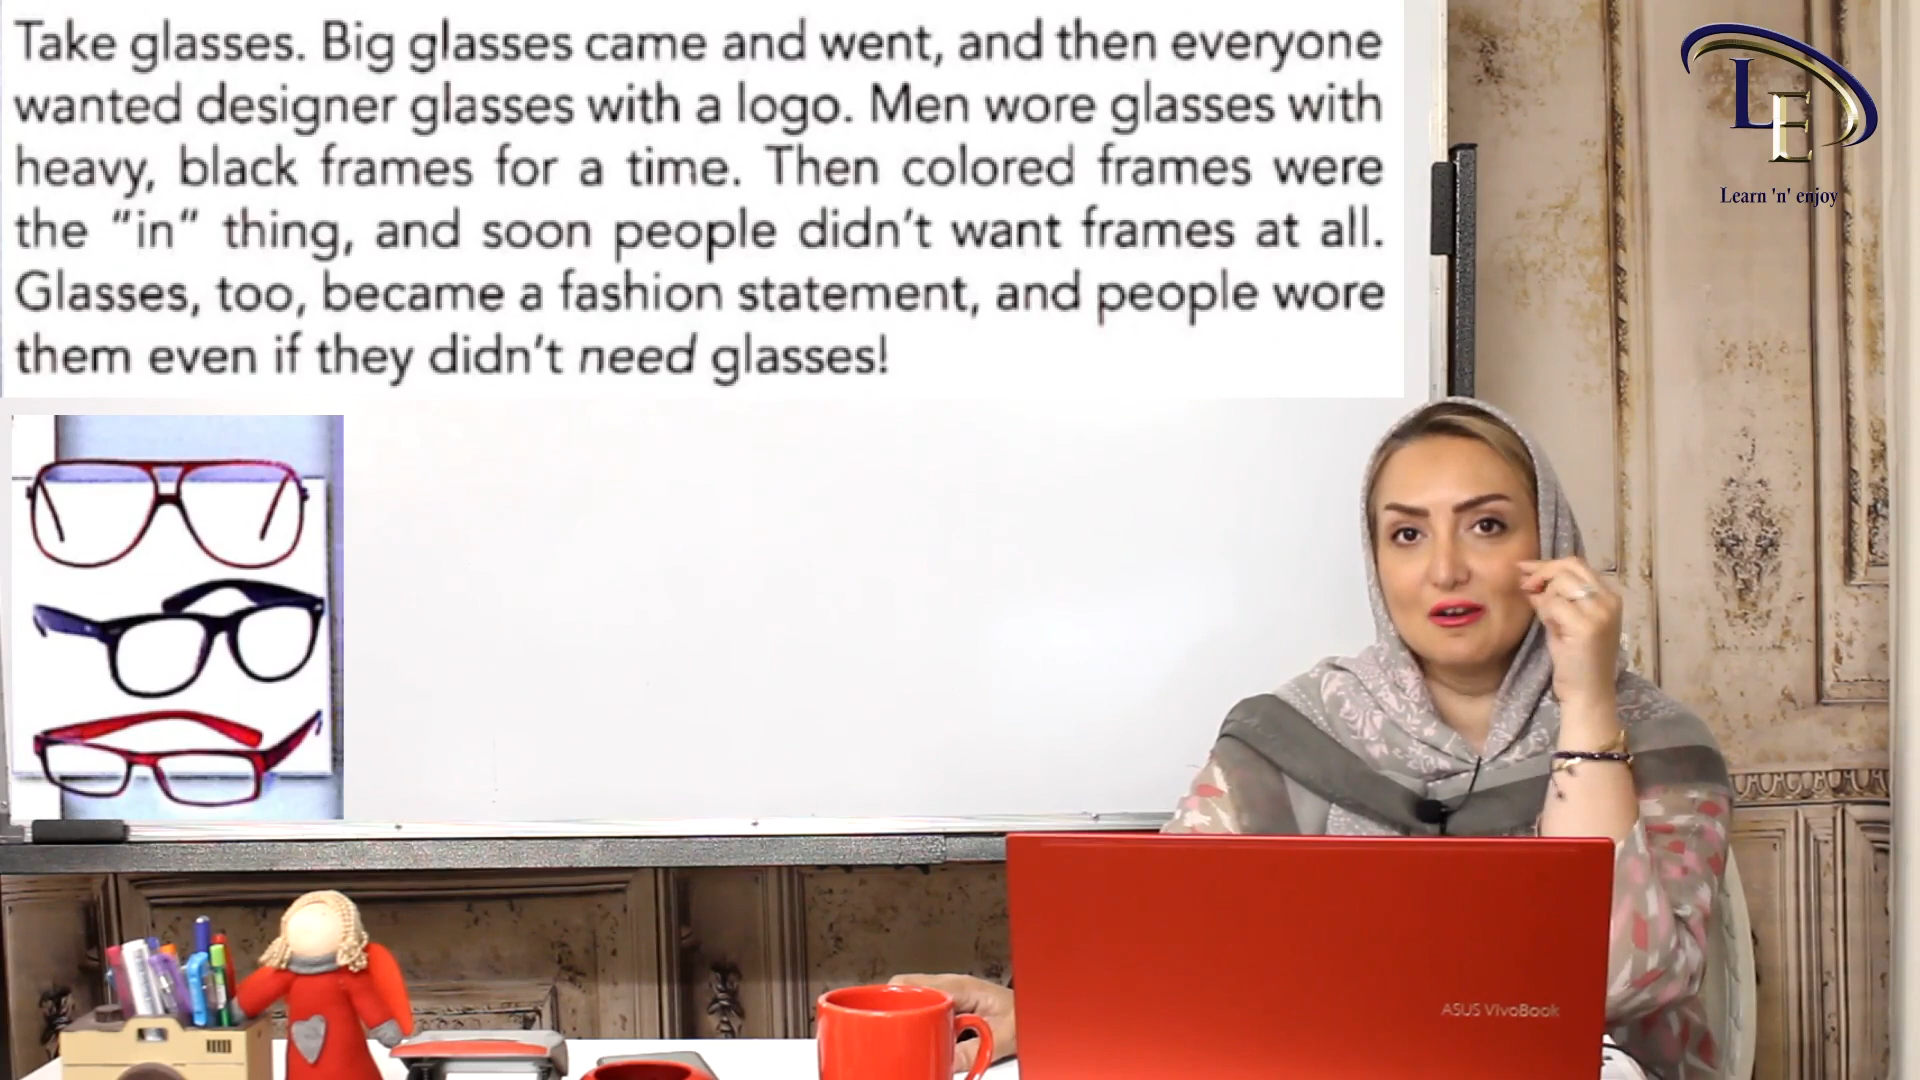 Take glasses. Big glasses came and went, and then everyone
wanted designer glasses with a logo. Men wore glasses with
heavy, black frames for a time. Then colored frames were
the “in” thing, and soon people didn’t want frames at all.
Glasses, too, became a fashion statement, and people wore
them even if they didn’t need glasses!
LE
Learn 'n' enjoy
ASUS VivoBook